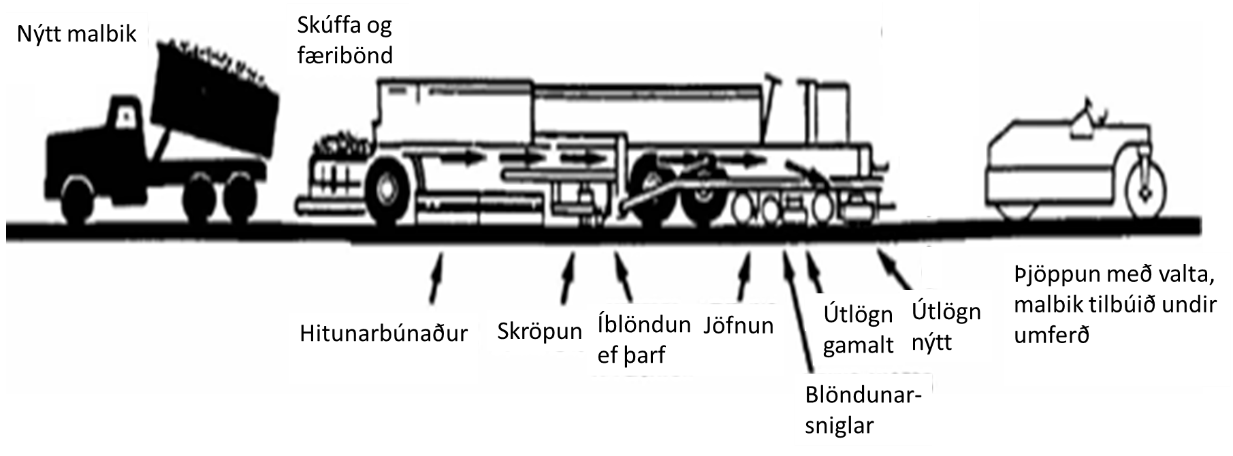 Nýtt malbik
Skúffa og
færibönd
Hitunarbúnaður
Skröpun
Íblöndun
ef þarf
Jöfnun
Blöndunar-
sniglar
Útlögn
gamalt
Útlögn
nýtt
Þjöppun með valta,
malbik tilbúið undir
umferð